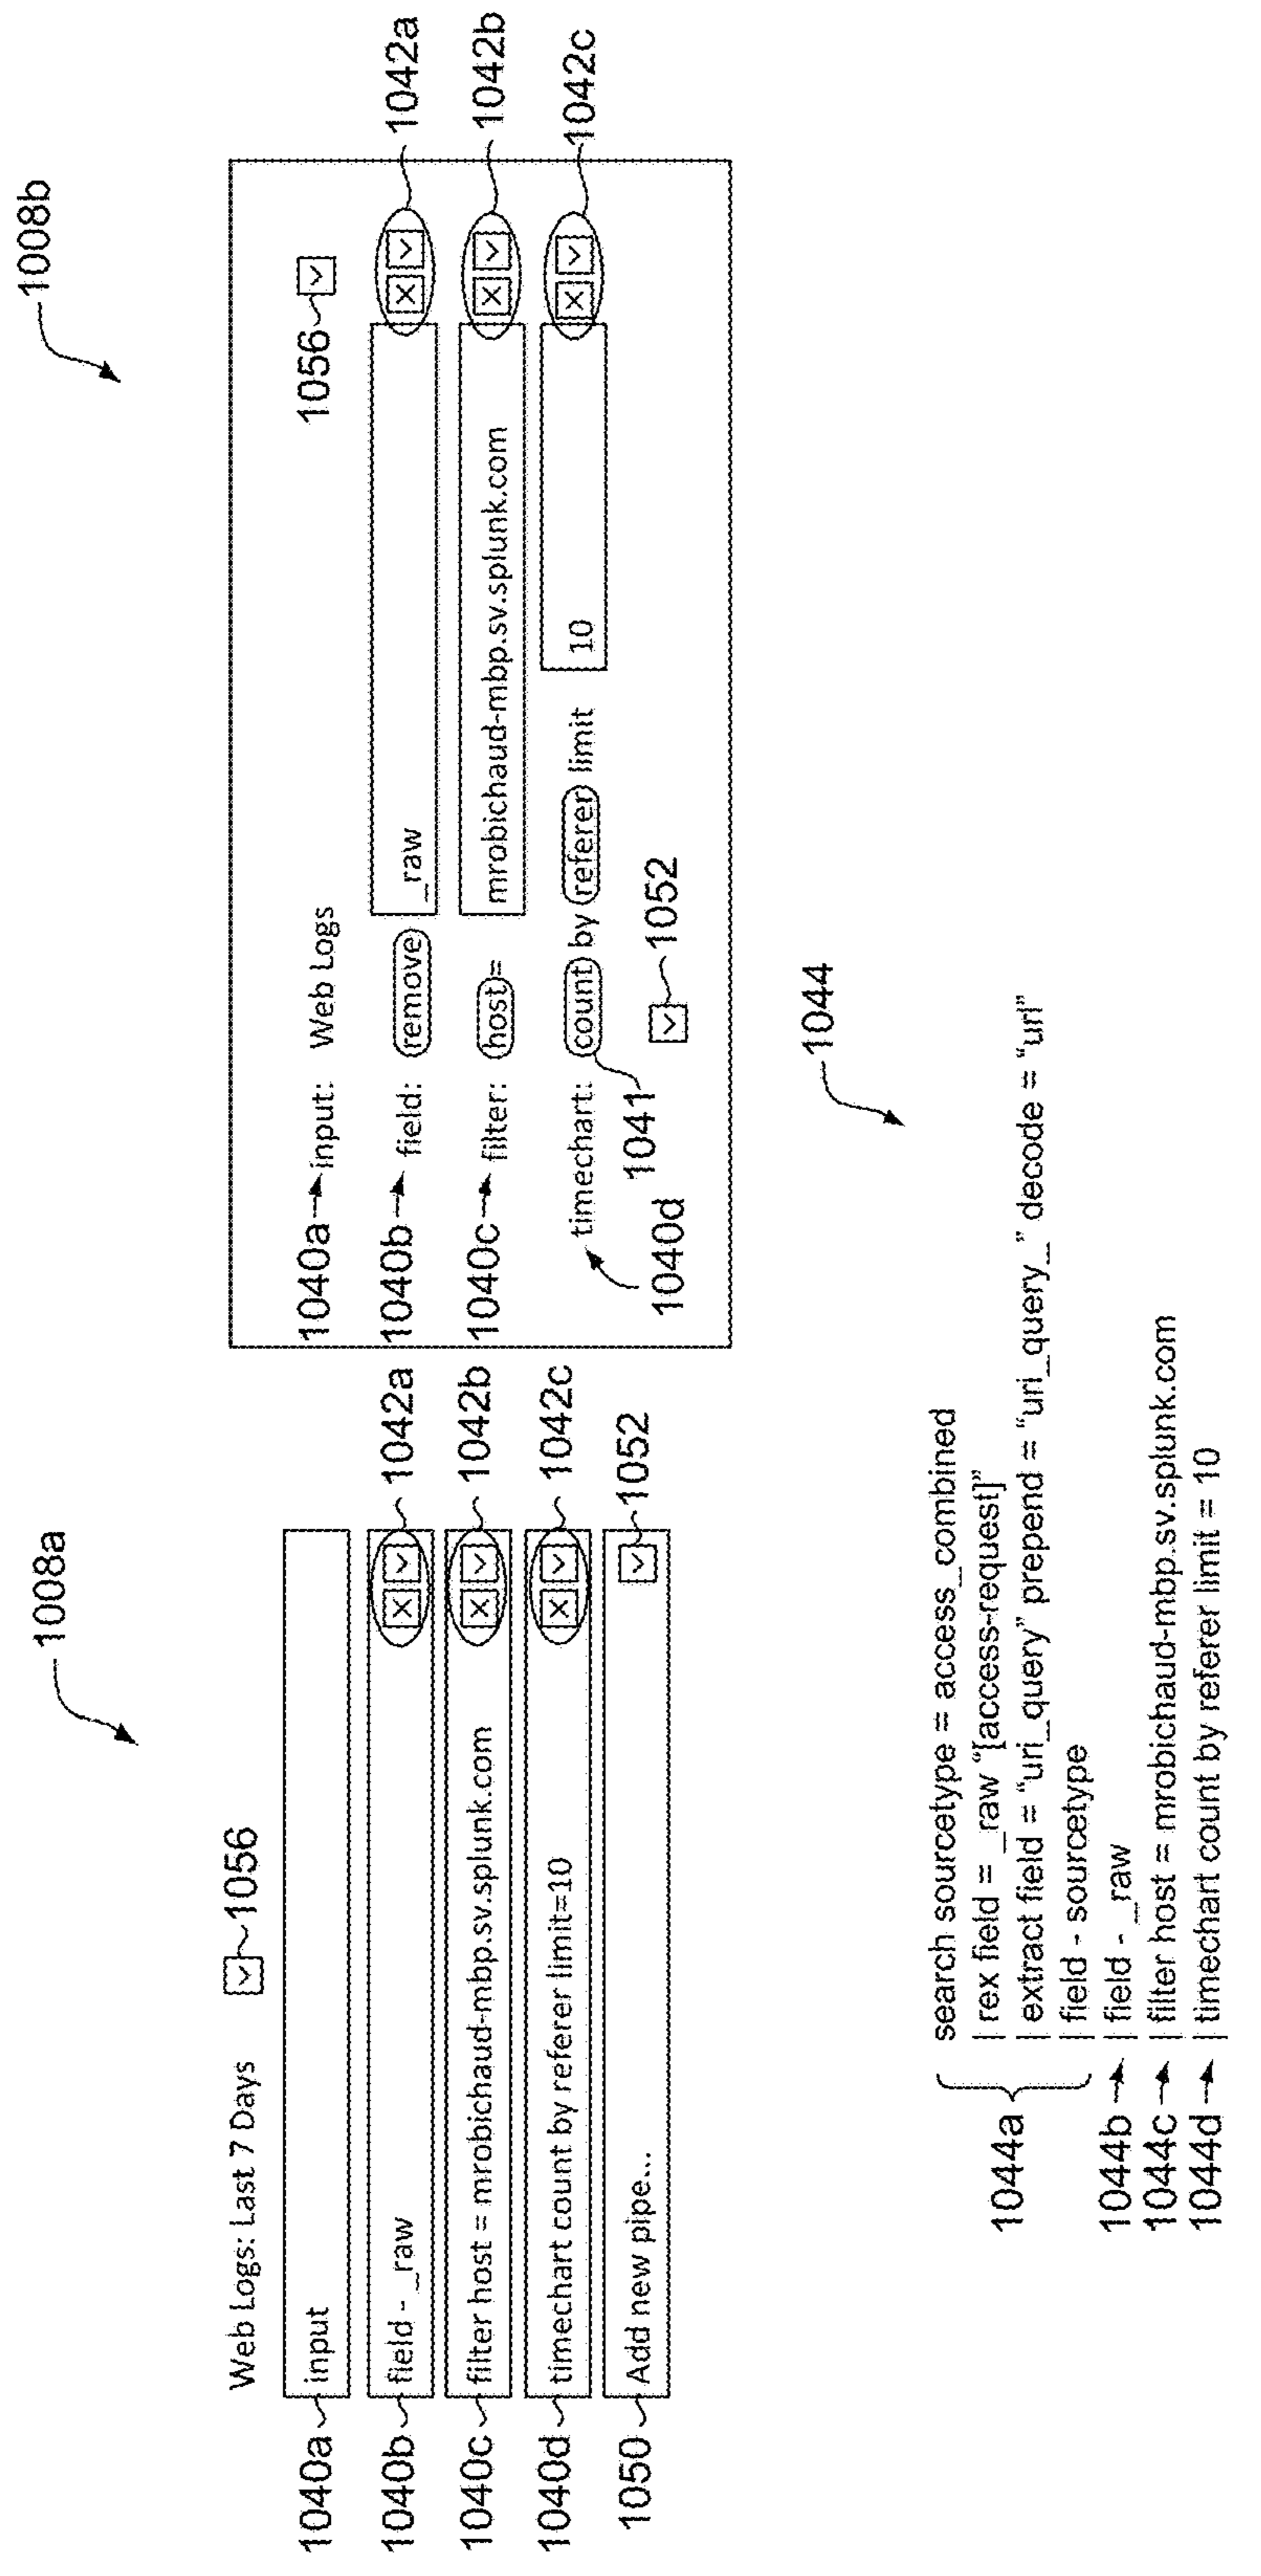 1008a
Web Logs: Last 7 Days 1056
1040a input
1040b field - _raw 1042a
1040c filter host = mrobichaud-mbp.sv.splunk.com 1042b
1040d timechart count by referer limit=10 1042c
1050 Add new pipe... 1052
1008b
1056
1040a input: Web Logs
1040b field: remove _raw 1042a
1040c filter: host = mrobichaud-mbp.sv.splunk.com 1042b
timechart: count by referer limit 10 1042c
1040d 1041 1052
1044
search sourcetype = access_combined
| rex field = _raw "[access-request]"
| extract field = "uri_query" prepend = "uri_query_" decode = "url"
| field - sourcetype
1044a
1044b | field - _raw
1044c | filter host = mrobichaud-mbp.sv.splunk.com
1044d | timechart count by referer limit = 10